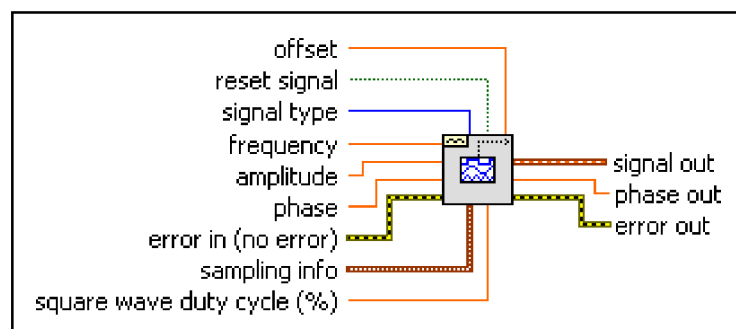 offset
reset signal
signal type
frequency
amplitude
phase
error in (no error)
sampling info
square wave duty cycle (%)
signal out
phase out
error out